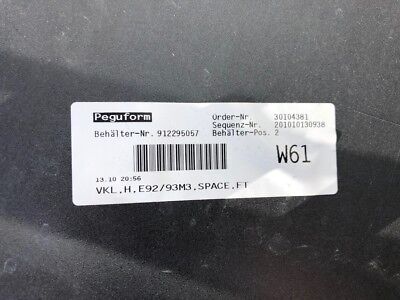 Peguform
Order-Nr. 30104381
Sequenz-Nr. 201010130938
Behälter-Nr. 912295057 Behälter-Pos. 2
W61
13.10 20:56
VKL,H,E92/93M3,SPACE,ET